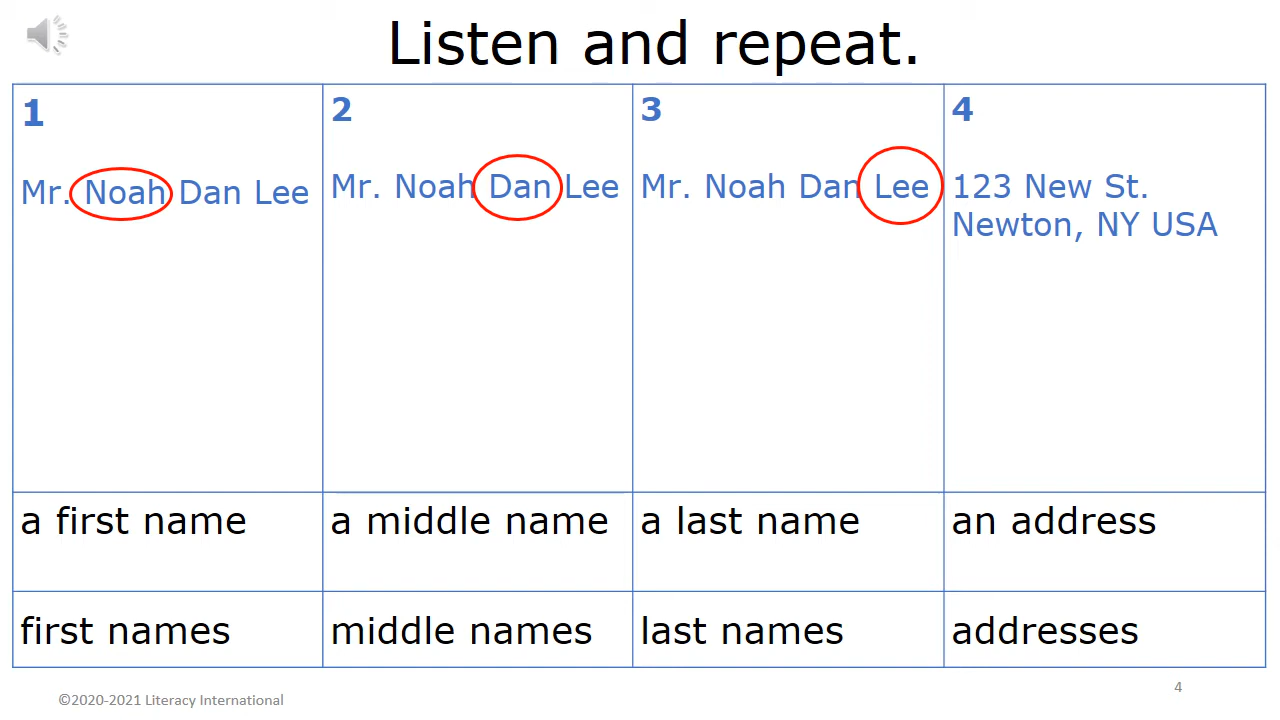 Listen and repeat.
1
Mr. Noah Dan Lee
2
Mr. Noah Dan Lee
3
Mr. Noah Dan Lee
4
123 New St.
Newton, NY USA
a first name
a middle name
a last name
an address
first names
middle names
last names
addresses
©2020-2021 Literacy International
4